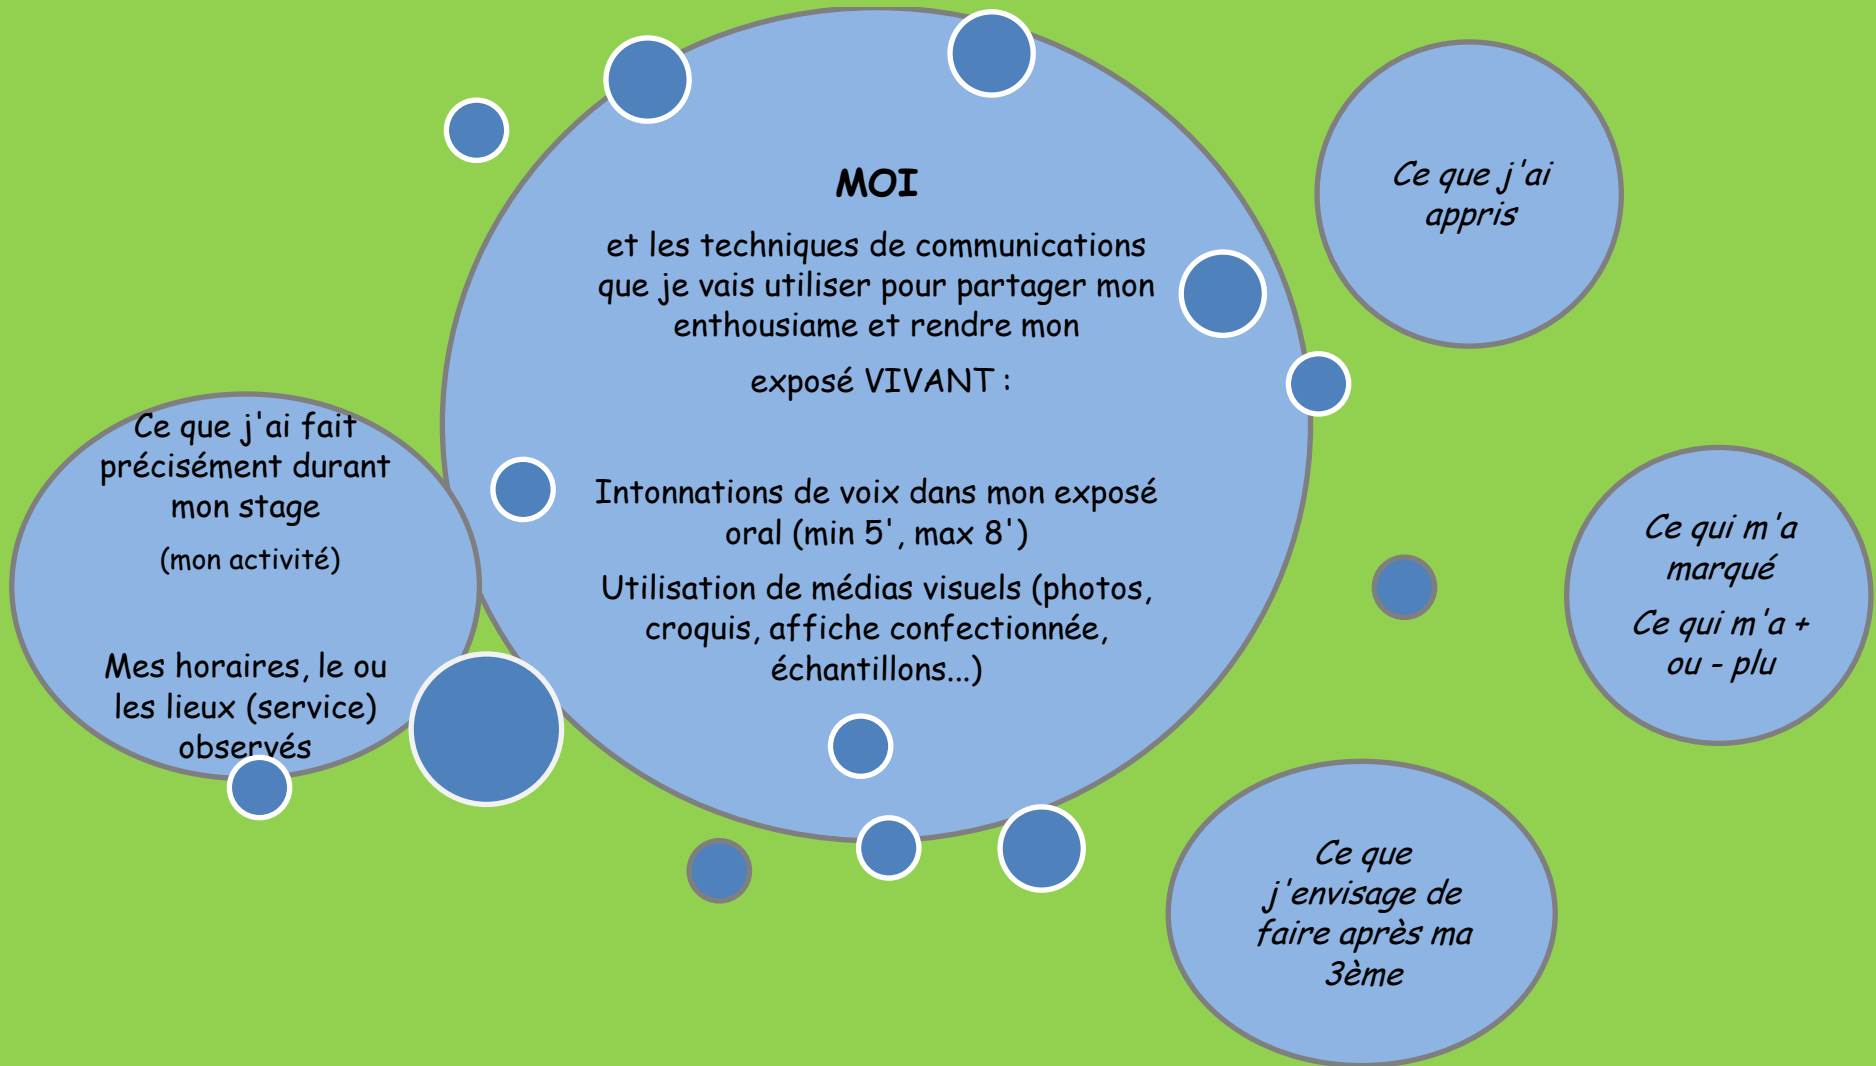 MOI
et les techniques de communications
que je vais utiliser pour partager mon
enthousiame et rendre mon
exposé VIVANT :
Intonnations de voix dans mon exposé
oral (min 5', max 8')
Utilisation de médias visuels (photos,
croquis, affiche confectionnée,
échantillons...)
Ce que j'ai fait
précisément durant
mon stage
(mon activité)
Mes horaires, le ou
les lieux (service)
observés
Ce que j'ai
appris
Ce qui m'a
marqué
Ce qui m'a +
ou - plu
Ce que
j'envisage de
faire après ma
3ème